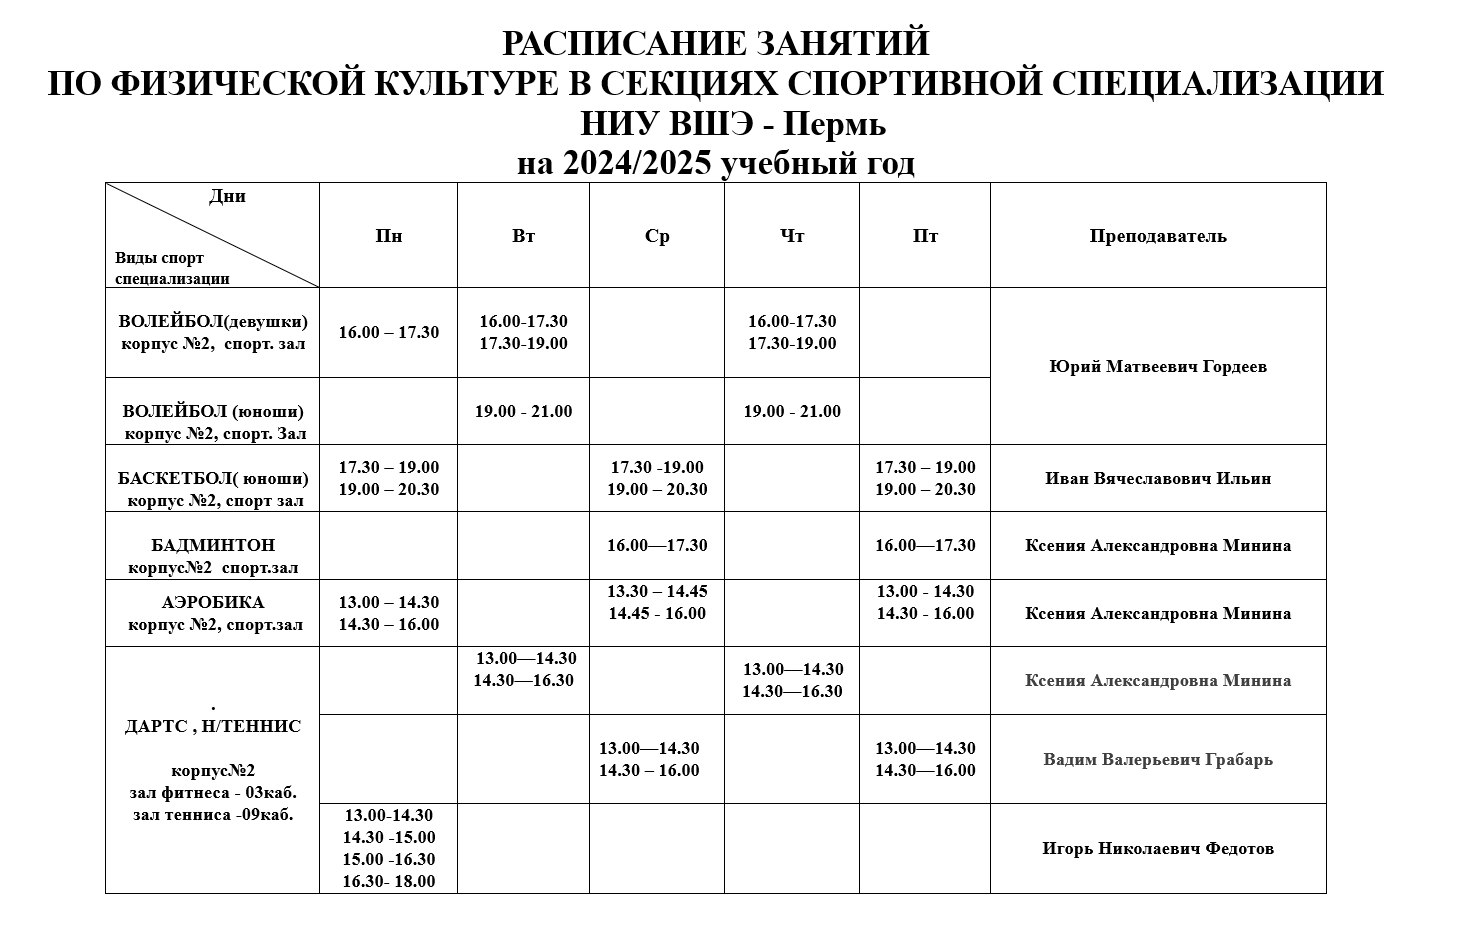 РАСПИСАНИЕ ЗАНЯТИЙ
ПО ФИЗИЧЕСКОЙ КУЛЬТУРЕ В СЕКЦИЯХ СПОРТИВНОЙ СПЕЦИАЛИЗАЦИИ
НИУ ВШЭ - Пермь
на 2024/2025 учебный год
Дни
Виды спорт
специализации
Пн
Вт
Ср
Чт
Пт
Преподаватель
ВОЛЕЙБОЛ(девушки)
корпус №2, спорт. зал
16.00 – 17.30
16.00-17.30
17.30-19.00
16.00-17.30
17.30-19.00
Юрий Матвеевич Гордеев
ВОЛЕЙБОЛ (юноши)
корпус №2, спорт. Зал
19.00 - 21.00
19.00 - 21.00
БАСКЕТБОЛ( юноши)
корпус №2, спорт зал
17.30 – 19.00
19.00 – 20.30
17.30 -19.00
19.00 – 20.30
17.30 – 19.00
19.00 – 20.30
Иван Вячеславович Ильин
БАДМИНТОН
корпус№2 спорт.зал
16.00—17.30
16.00—17.30
Ксения Александровна Минина
АЭРОБИКА
корпус №2, спорт.зал
13.00 – 14.30
14.30 – 16.00
13.30 – 14.45
14.45 - 16.00
13.00 - 14.30
14.30 - 16.00
Ксения Александровна Минина
.
ДАРТС , Н/ТЕННИС
корпус№2
зал фитнеса - 03каб.
зал тенниса -09каб.
13.00—14.30
14.30—16.30
13.00—14.30
14.30—16.30
Ксения Александровна Минина
13.00—14.30
14.30 – 16.00
13.00—14.30
14.30—16.00
Вадим Валерьевич Грабарь
13.00-14.30
14.30 -15.00
15.00 -16.30
16.30- 18.00
Игорь Николаевич Федотов